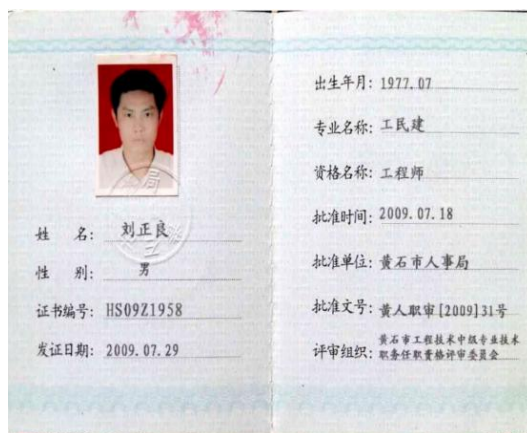 姓 名: 刘正良
性 别: 男
证书编号: HS09Z1958
发证日期: 2009.07.29
出生年月: 1977.07
专业名称: 工民建
资格名称: 工程师
批准时间: 2009.07.18
批准单位: 黄石市人事局
批准文号: 黄人职审[2009]31号
评审组织: 黄石市工程技术中级专业技术
职务任职资格评审委员会